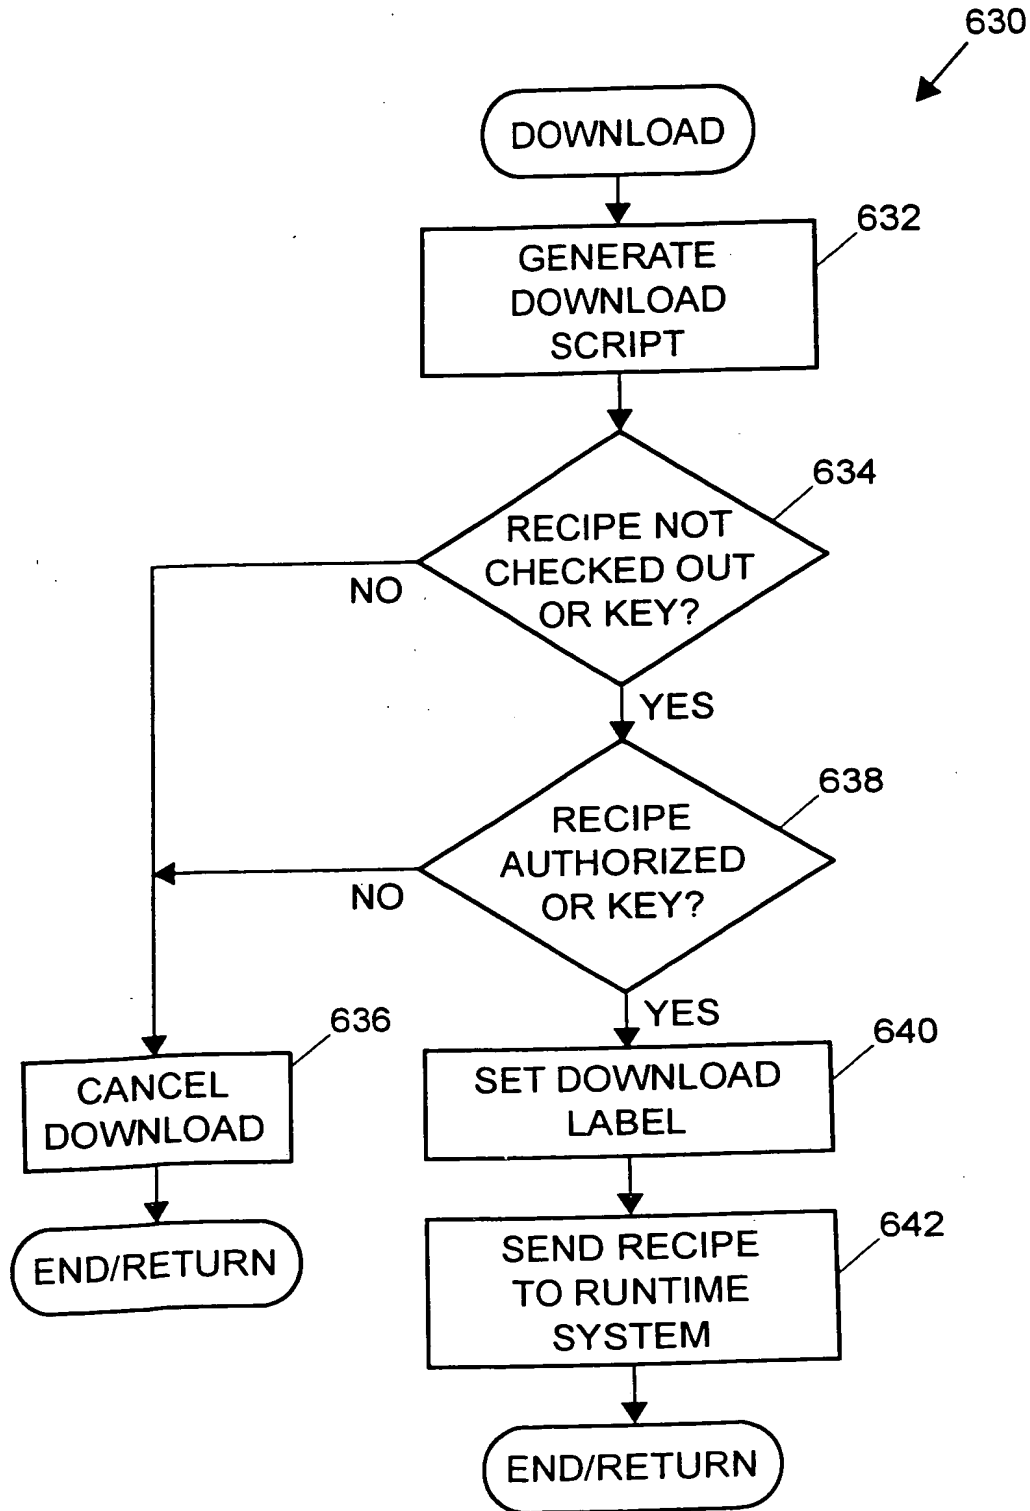 630
DOWNLOAD
632
GENERATE
DOWNLOAD
SCRIPT
634
RECIPE NOT
CHECKED OUT
OR KEY?
NO
YES
638
RECIPE
AUTHORIZED
OR KEY?
NO
YES
636
CANCEL
DOWNLOAD
END/RETURN
640
SET DOWNLOAD
LABEL
642
SEND RECIPE
TO RUNTIME
SYSTEM
END/RETURN